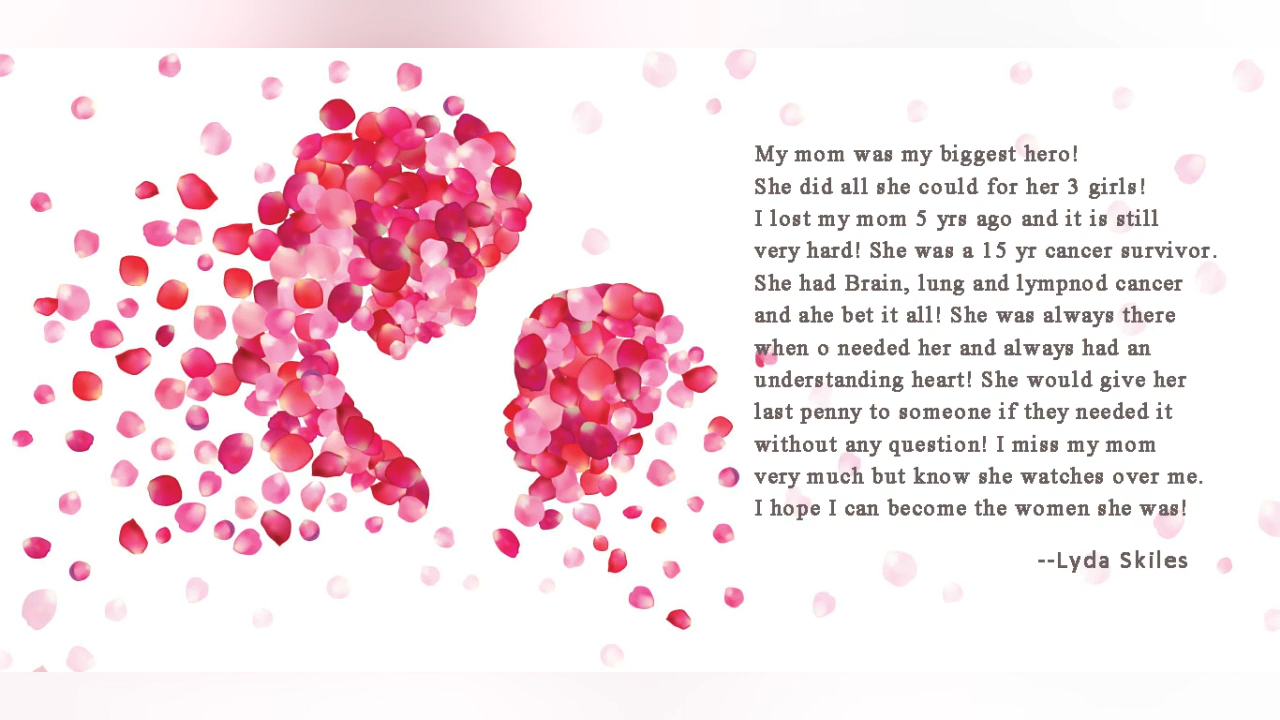 My mom was my biggest hero!
She did all she could for her 3 girls!
I lost my mom 5 yrs ago and it is still
very hard! She was a 15 yr cancer survivor.
She had Brain, lung and lympnod cancer
and ahe bet it all! She was always there
when o needed her and always had an
understanding heart! She would give her
last penny to someone if they needed it
without any question! I miss my mom
very much but know she watches over me.
I hope I can become the women she was!
--Lyda Skiles